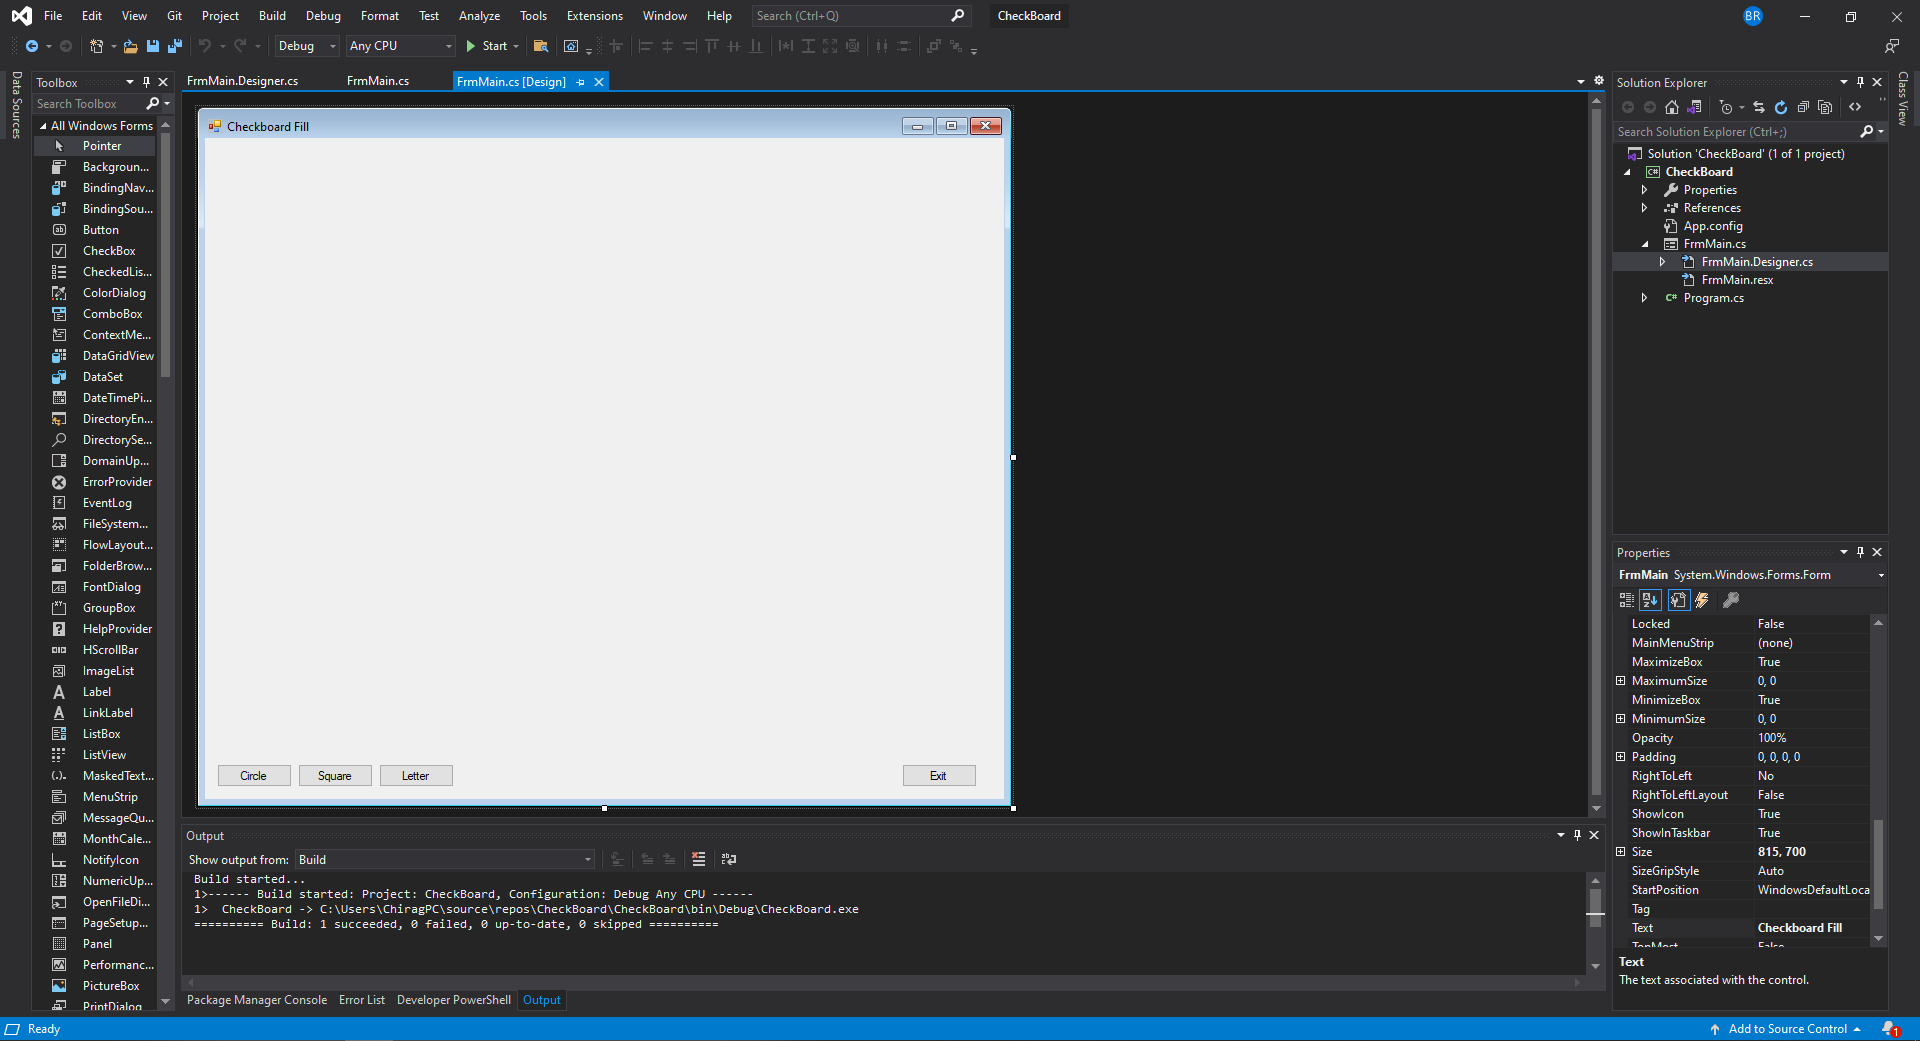 File Edit View Git Project Build Debug Format Test Analyze Tools Extensions Window Help Search (Ctrl+Q) CheckBoard BR
Debug Any CPU Start
Data Sources
Toolbox
Search Toolbox
All Windows Forms
Pointer
Backgroun...
BindingNav...
BindingSou...
Button
CheckBox
CheckedLis...
ColorDialog
ComboBox
ContextMe...
DataGridView
DataSet
DateTimePi...
DirectoryEn...
DirectorySe...
DomainUp...
ErrorProvider
EventLog
FileSystem...
FlowLayout...
FolderBrow...
FontDialog
GroupBox
HelpProvider
HScrollBar
ImageList
Label
LinkLabel
ListBox
ListView
MaskedText...
MenuStrip
MessageQu...
MonthCale...
NotifyIcon
NumericUp...
OpenFileDi...
PageSetup...
Panel
Performanc...
PictureBox
PrintDialog
FrmMain.Designer.cs FrmMain.cs FrmMain.cs [Design]
Checkboard Fill
Circle Square Letter Exit
Output
Show output from: Build
Build started...
1>------ Build started: Project: CheckBoard, Configuration: Debug Any CPU ------
1>  CheckBoard -> C:\Users\ChiragPC\source\repos\CheckBoard\CheckBoard\bin\Debug\CheckBoard.exe
========== Build: 1 succeeded, 0 failed, 0 up-to-date, 0 skipped ==========
Package Manager Console Error List Developer PowerShell Output
Solution Explorer
Search Solution Explorer (Ctrl+;)
Solution 'CheckBoard' (1 of 1 project)
C# CheckBoard
Properties
References
App.config
FrmMain.cs
FrmMain.Designer.cs
FrmMain.resx
C# Program.cs
Class View
Properties
FrmMain System.Windows.Forms.Form
Locked False
MainMenuStrip (none)
MaximizeBox True
MaximumSize 0, 0
MinimizeBox True
MinimumSize 0, 0
Opacity 100%
Padding 0, 0, 0, 0
RightToLeft No
RightToLeftLayout False
ShowIcon True
ShowInTaskbar True
Size 815, 700
SizeGripStyle Auto
StartPosition WindowsDefaultLoca
Tag
Text Checkboard Fill
TopMost False
Text
The text associated with the control.
Ready Add to Source Control 1